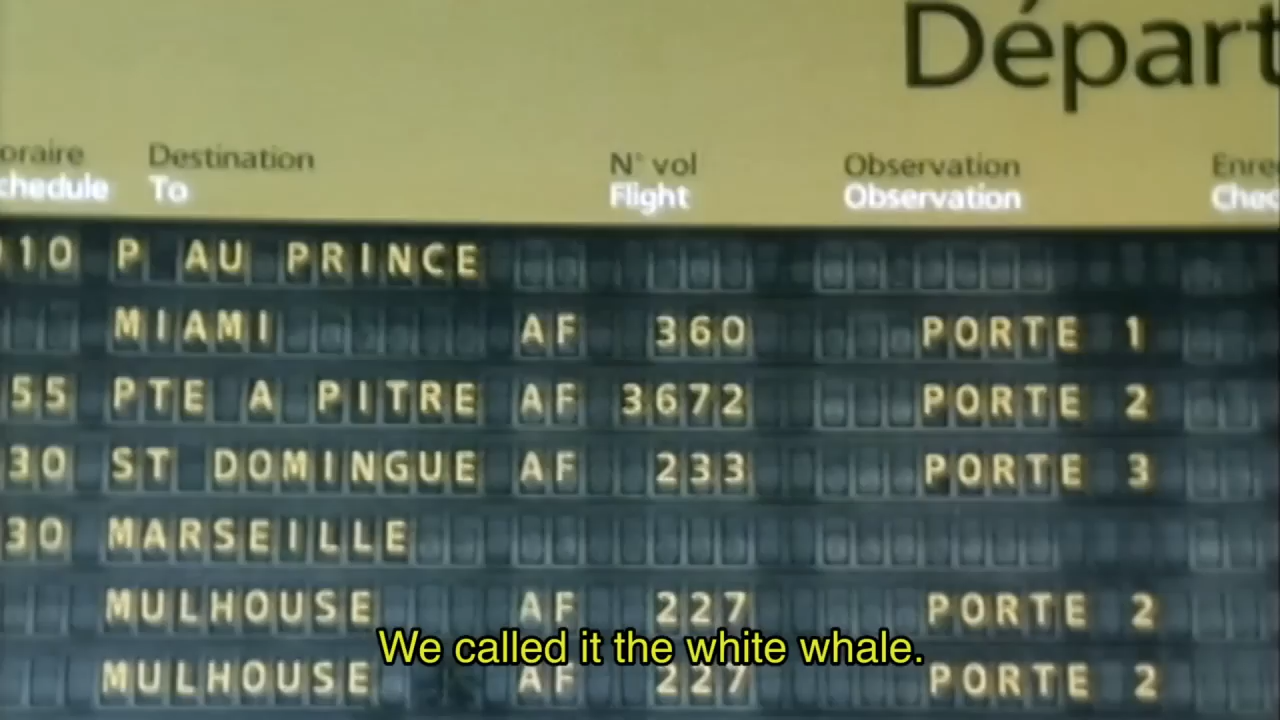 Départ
oraire Destination N° vol Observation Enre
chedule To Flight Observation Chec
10 P AU PRINCE
MIAMI AF 360 PORTE 1
55 PTE A PITRE AF 3672 PORTE 2
30 ST DOMINGUE AF 233 PORTE 3
30 MARSEILLE
MULHOUSE AF 227 PORTE 2
We called it the white whale.
MULHOUSE AF 227 PORTE 2